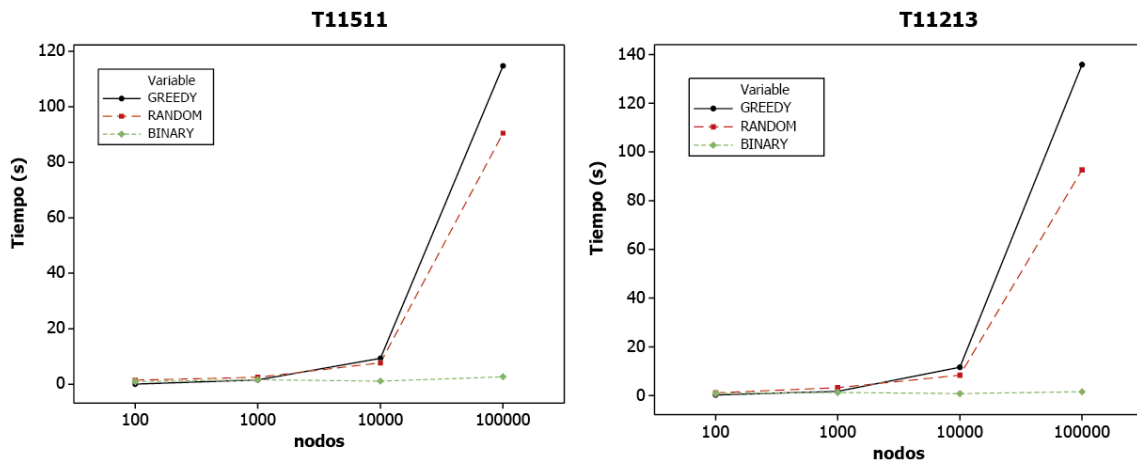 T11511
Tiempo (s)
120
100
80
60
40
20
0
Variable
GREEDY
RANDOM
BINARY
100
1000
10000
100000
nodos
T11213
Tiempo (s)
140
120
100
80
60
40
20
0
Variable
GREEDY
RANDOM
BINARY
100
1000
10000
100000
nodos